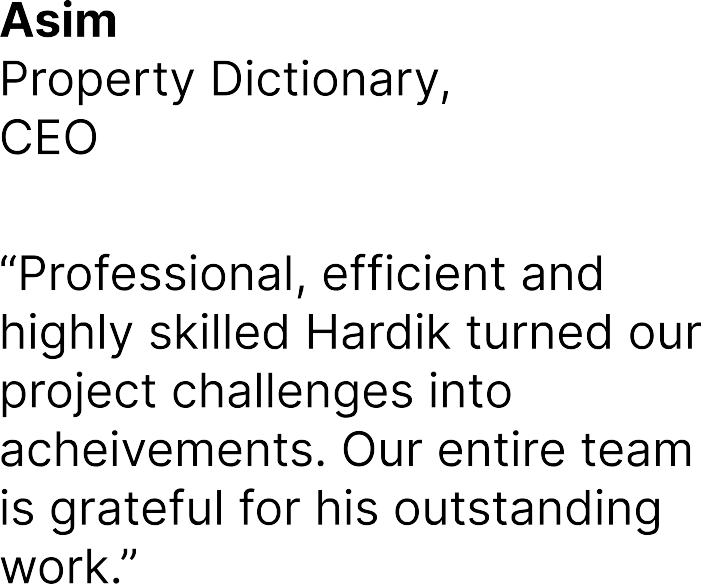 Asim
Property Dictionary,
CEO
“Professional, efficient and
highly skilled Hardik turned our
project challenges into
acheivements. Our entire team
is grateful for his outstanding
work.”